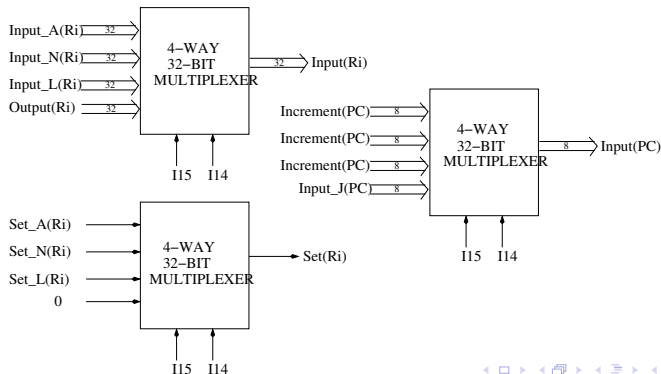 Input_A(Ri) 32
Input_N(Ri) 32
Input_L(Ri) 32
Output(Ri) 32
4−WAY
32−BIT
MULTIPLEXER
32 Input(Ri)
I15 I14
Increment(PC) 8
Increment(PC) 8
Increment(PC) 8
Input_J(PC) 8
4−WAY
32−BIT
MULTIPLEXER
8 Input(PC)
I15 I14
Set_A(Ri)
Set_N(Ri)
Set_L(Ri)
0
4−WAY
32−BIT
MULTIPLEXER
Set(Ri)
I15 I14